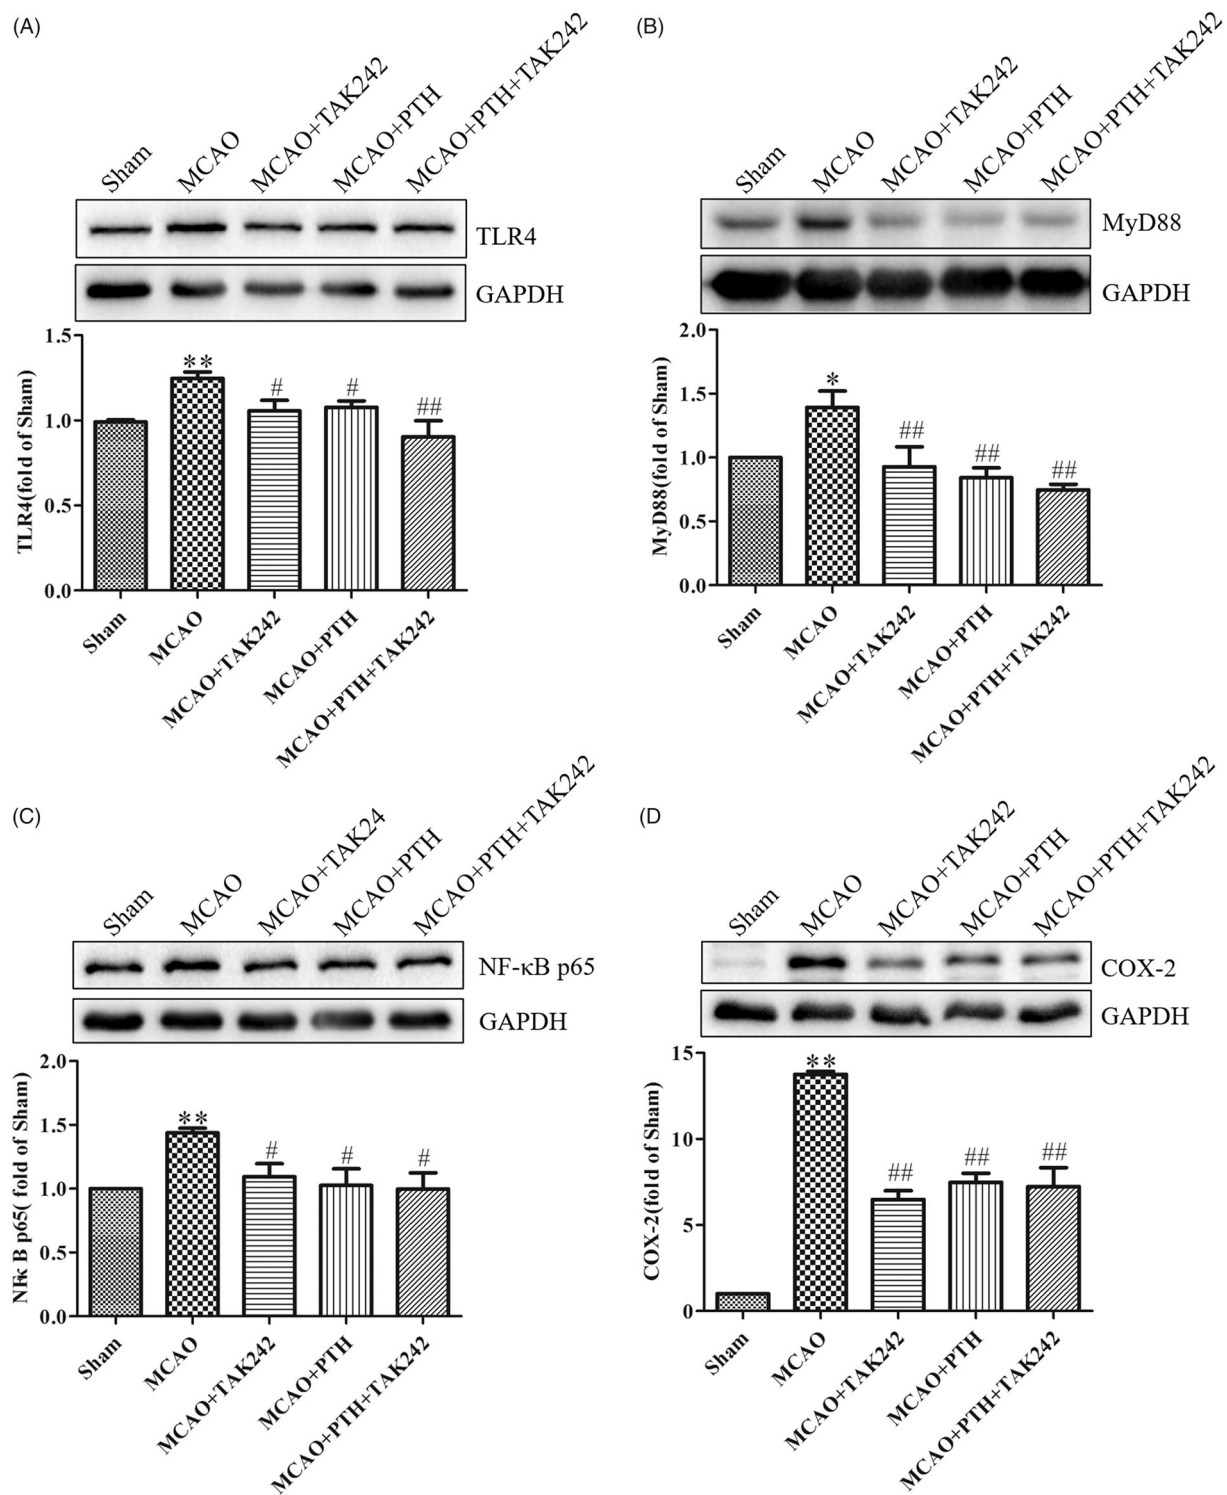 (A)
Sham
MCAO
MCAO+TAK242
MCAO+PTH
MCAO+PTH+TAK242
TLR4
GAPDH
TLR4(fold of Sham)
1.5
1.0
0.5
0.0
**
#
#
##
Sham
MCAO
MCAO+TAK242
MCAO+PTH
MCAO+PTH+TAK242
(B)
Sham
MCAO
MCAO+TAK242
MCAO+PTH
MCAO+PTH+TAK242
MyD88
GAPDH
MyD88(fold of Sham)
2.0
1.5
1.0
0.5
0.0
*
##
##
##
Sham
MCAO
MCAO+TAK242
MCAO+PTH
MCAO+PTH+TAK242
(C)
Sham
MCAO
MCAO+TAK24
MCAO+PTH
MCAO+PTH+TAK242
NF-κB p65
GAPDH
NFκ B p65( fold of Sham)
2.0
1.5
1.0
0.5
0.0
**
#
#
#
Sham
MCAO
MCAO+TAK242
MCAO+PTH
MCAO+PTH+TAK242
(D
Sham
MCAO
MCAO+TAK242
MCAO+PTH
MCAO+PTH+TAK242
COX-2
GAPDH
COX-2(fold of Sham)
15
10
5
0
**
##
##
##
Sham
MCAO
MCAO+TAK242
MCAO+PTH
MCAO+PTH+TAK242